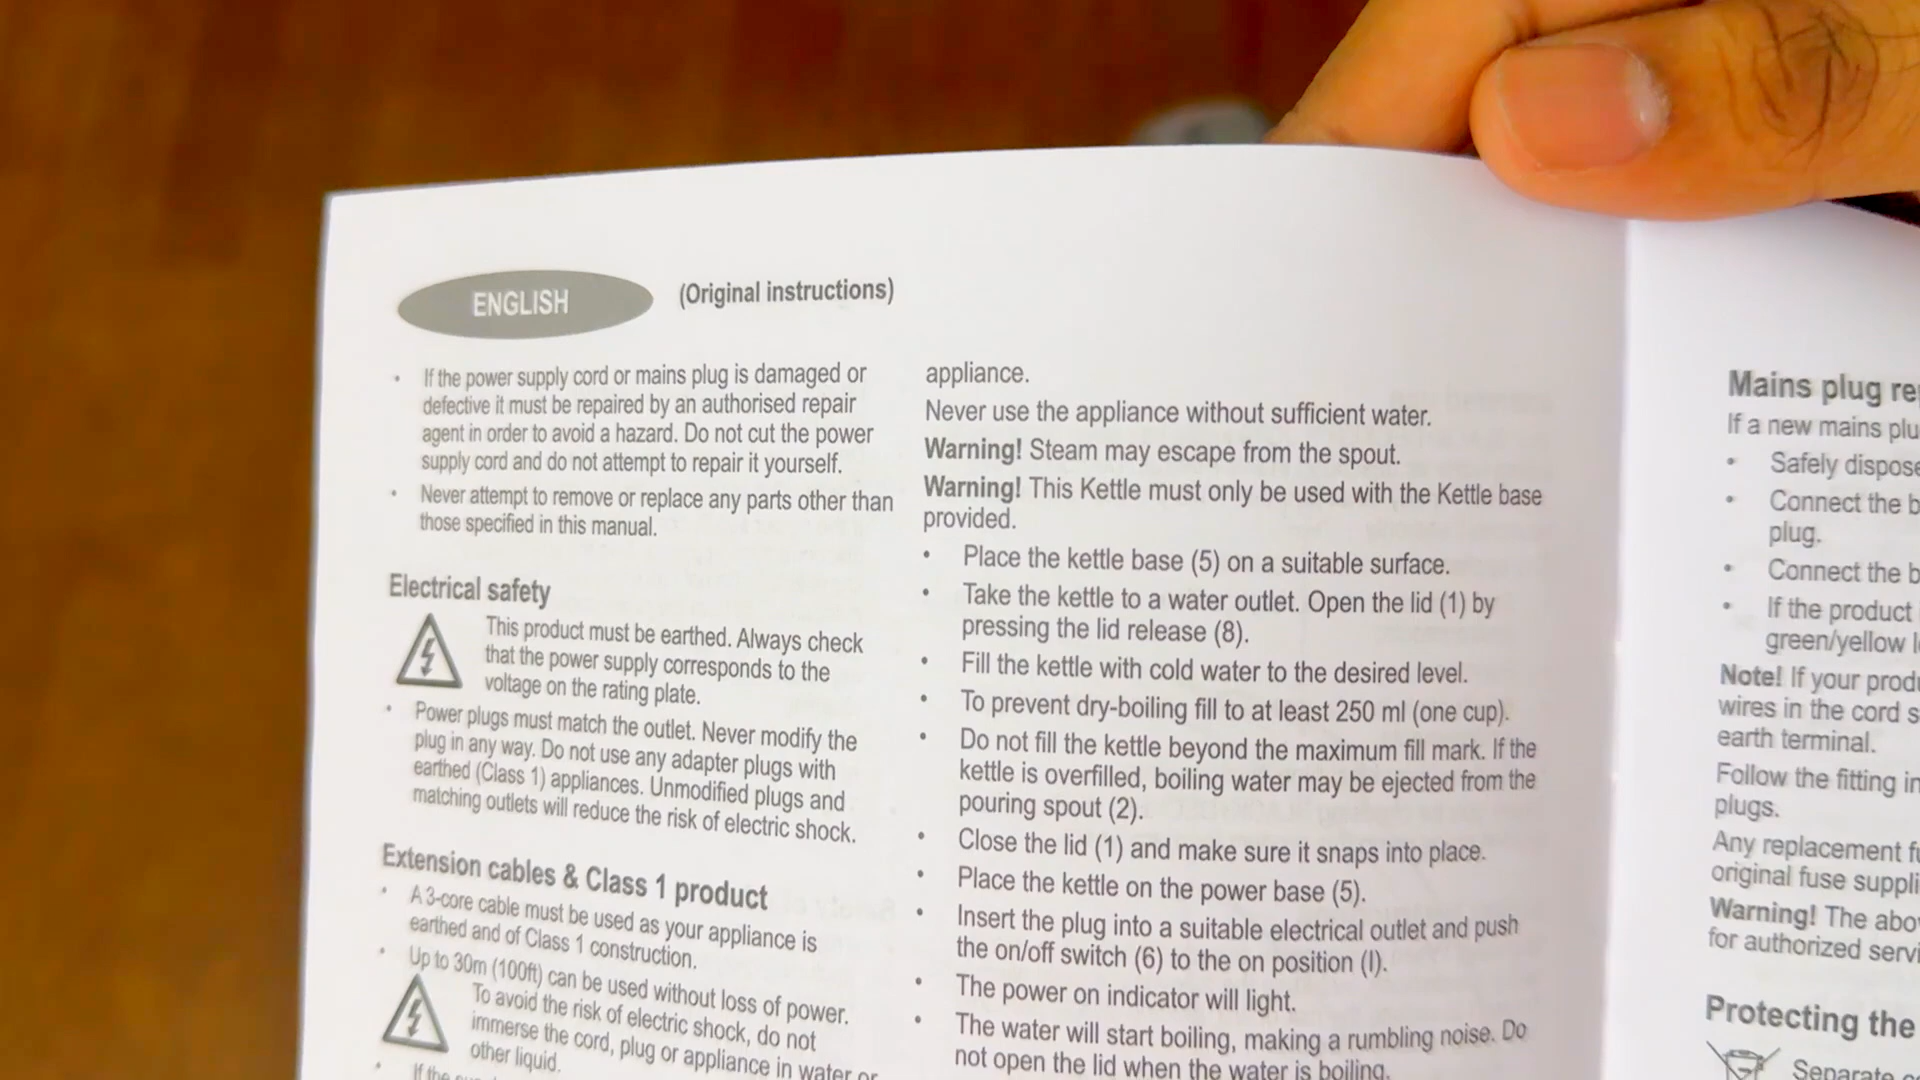 ENGLISH
(Original instructions)
• If the power supply cord or mains plug is damaged or
defective it must be repaired by an authorised repair
agent in order to avoid a hazard. Do not cut the power
supply cord and do not attempt to repair it yourself.
• Never attempt to remove or replace any parts other than
those specified in this manual.
Electrical safety
This product must be earthed. Always check
that the power supply corresponds to the
voltage on the rating plate.
• Power plugs must match the outlet. Never modify the
plug in any way. Do not use any adapter plugs with
earthed (Class 1) appliances. Unmodified plugs and
matching outlets will reduce the risk of electric shock.
Extension cables & Class 1 product
• A 3-core cable must be used as your appliance is
earthed and of Class 1 construction.
• Up to 30m (100ft) can be used without loss of power.
To avoid the risk of electric shock, do not
immerse the cord, plug or appliance in water or
other liquid.
• If the
appliance.
Never use the appliance without sufficient water.
Warning! Steam may escape from the spout.
Warning! This Kettle must only be used with the Kettle base
provided.
• Place the kettle base (5) on a suitable surface.
• Take the kettle to a water outlet. Open the lid (1) by
pressing the lid release (8).
• Fill the kettle with cold water to the desired level.
• To prevent dry-boiling fill to at least 250 ml (one cup).
• Do not fill the kettle beyond the maximum fill mark. If the
kettle is overfilled, boiling water may be ejected from the
pouring spout (2).
• Close the lid (1) and make sure it snaps into place.
• Place the kettle on the power base (5).
• Insert the plug into a suitable electrical outlet and push
the on/off switch (6) to the on position (I).
• The power on indicator will light.
• The water will start boiling, making a rumbling noise. Do
not open the lid when the water is boiling.
Mains plug re
If a new mains plu
• Safely dispose
• Connect the b
plug.
• Connect the b
• If the product
green/yellow l
Note! If your produ
wires in the cord s
earth terminal.
Follow the fitting in
plugs.
Any replacement fu
original fuse suppli
Warning! The abov
for authorized servi
Protecting the
Separate